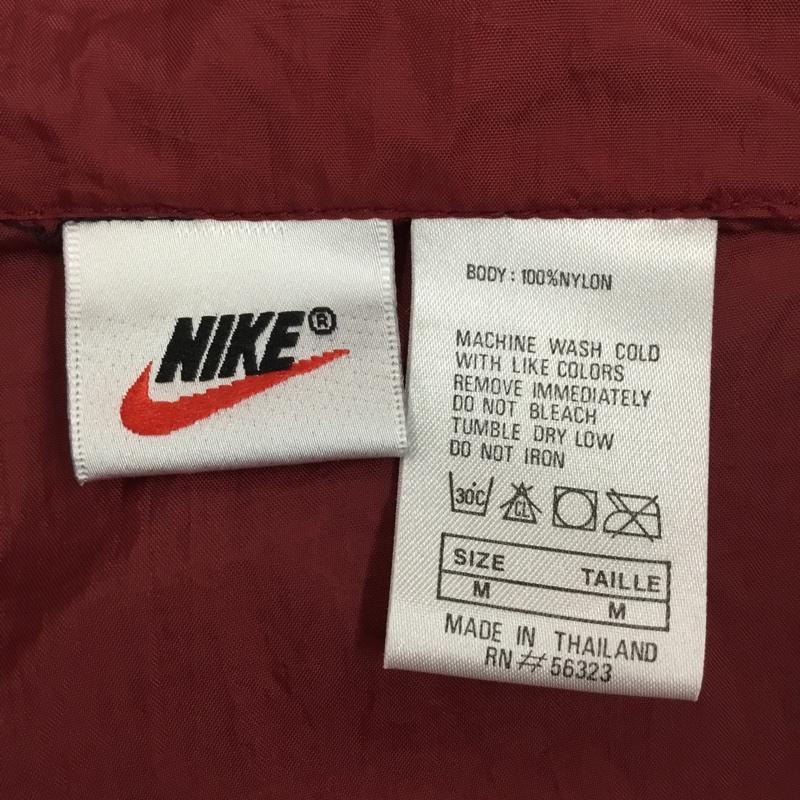 NIKE®
BODY: 100%NYLON
MACHINE WASH COLD
WITH LIKE COLORS
REMOVE IMMEDIATELY
DO NOT BLEACH
TUMBLE DRY LOW
DO NOT IRON
30C CL
SIZE TAILLE
M M
MADE IN THAILAND
RN # 56323